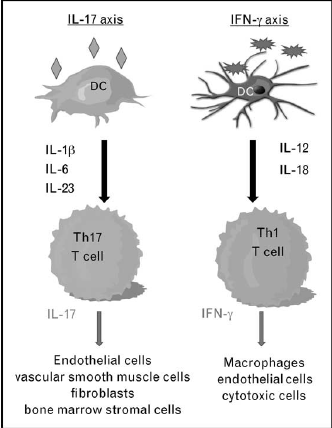 IL-17 axis
DC
IL-1β
IL-6
IL-23
Th17
T cell
IL-17
Endothelial cells
vascular smooth muscle cells
fibroblasts
bone marrow stromal cells
IFN-γ axis
DC
IL-12
IL-18
Th1
T cell
IFN-γ
Macrophages
endothelial cells
cytotoxic cells